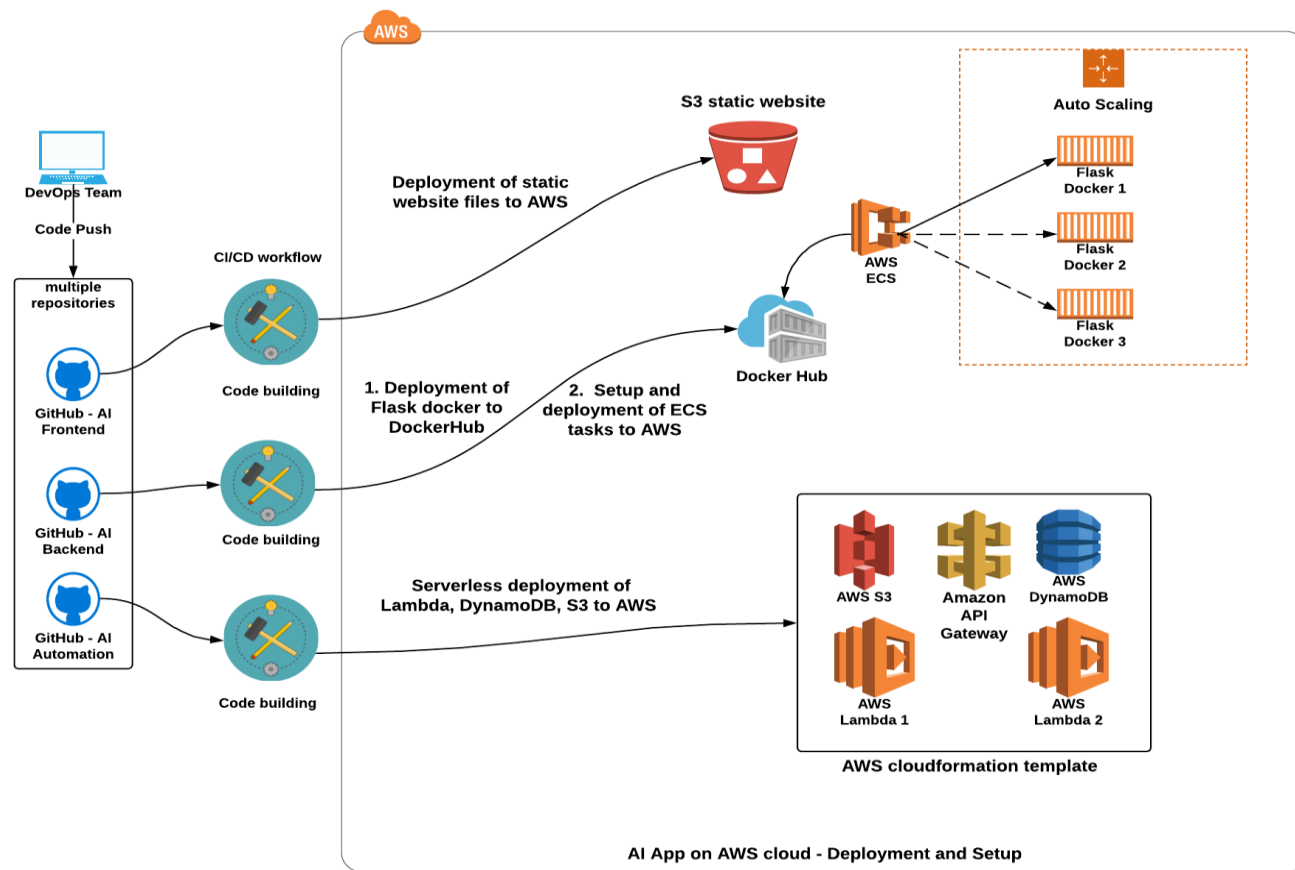 AWS
S3 static website
Auto Scaling
DevOps Team
Code Push
Deployment of static
website files to AWS
Flask
Docker 1
CI/CD workflow
AWS
ECS
Flask
Docker 2
multiple
repositories
Flask
Docker 3
Docker Hub
Code building
1. Deployment of
Flask docker to
DockerHub
2. Setup and
deployment of ECS
tasks to AWS
GitHub - AI
Frontend
GitHub - AI
Backend
Code building
Serverless deployment of
Lambda, DynamoDB, S3 to AWS
AWS S3
Amazon
API
Gateway
AWS
DynamoDB
GitHub - AI
Automation
Code building
AWS
Lambda 1
AWS
Lambda 2
AWS cloudformation template
AI App on AWS cloud - Deployment and Setup